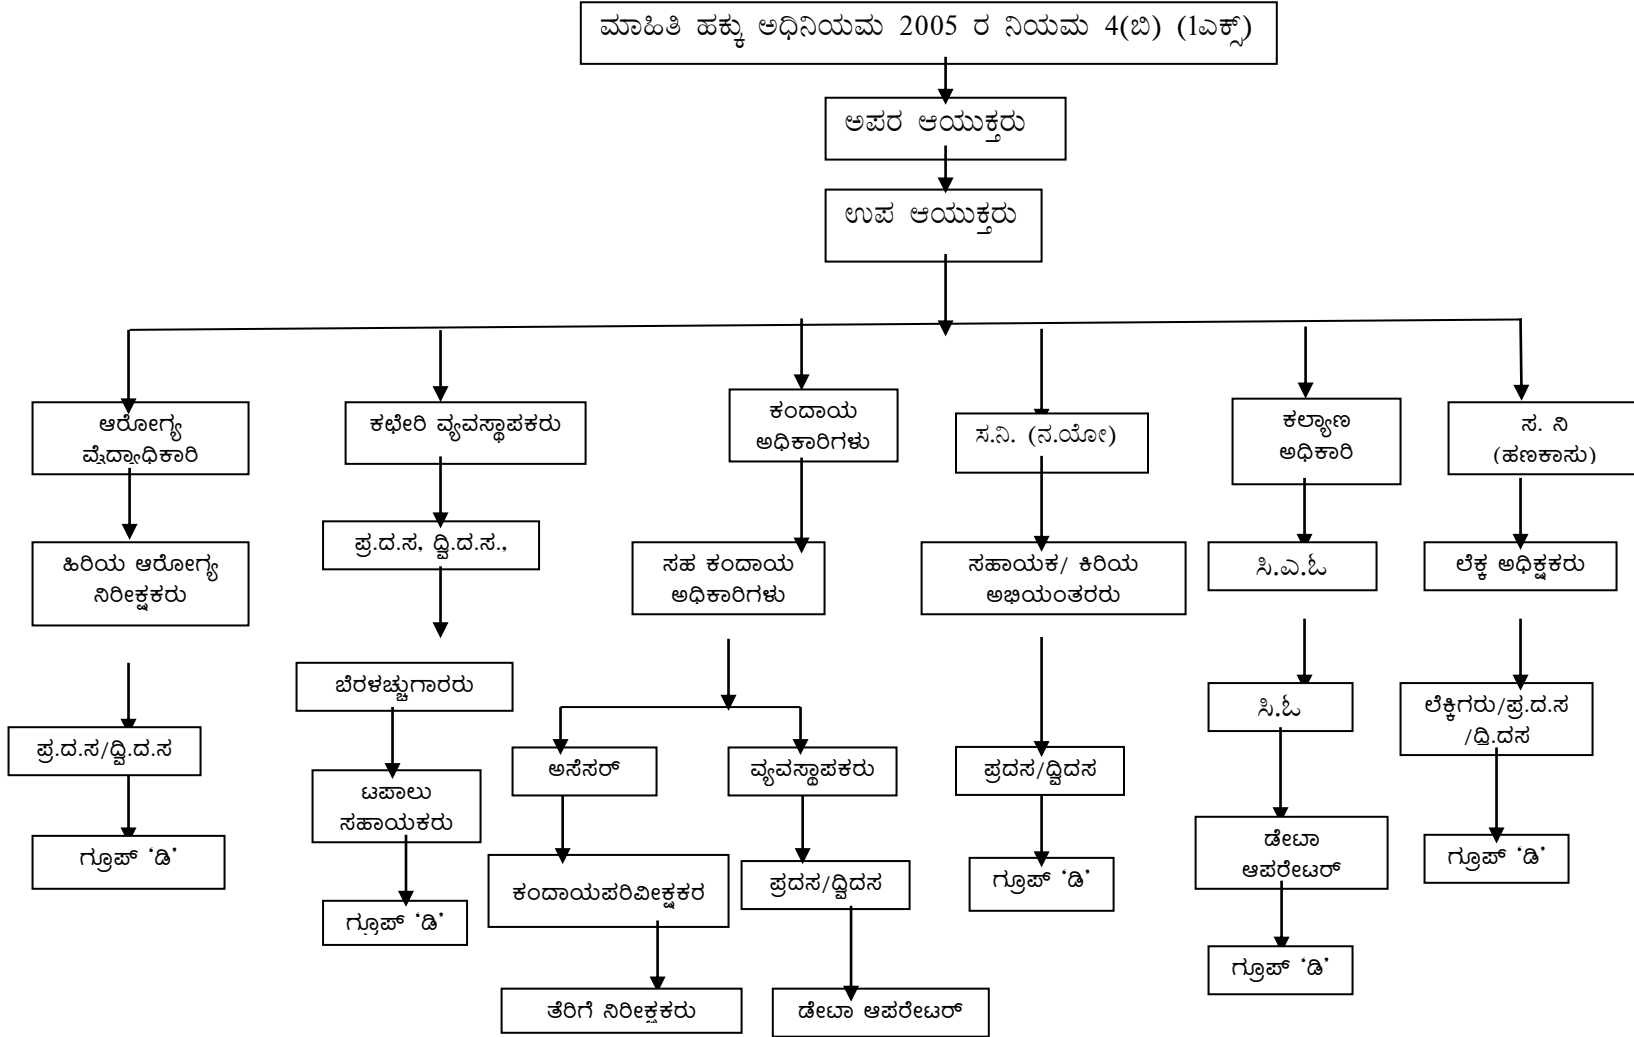 ಮಾಹಿತಿ ಹಕ್ಕು ಅಧಿನಿಯಮ 2005 ರ ನಿಯಮ 4(ಬಿ) (1ಎಕ್ಸ್)
ಅಪರ ಆಯುಕ್ತರು
ಉಪ ಆಯುಕ್ತರು
ಆರೋಗ್ಯ
ವೈದ್ಯಾಧಿಕಾರಿ
ಹಿರಿಯ ಆರೋಗ್ಯ
ನಿರೀಕ್ಷಕರು
ಪ್ರ.ದ.ಸ/ದ್ವಿ.ದ.ಸ
ಗ್ರೂಪ್ ‘ಡಿ’
ಕಛೇರಿ ವ್ಯವಸ್ಥಾಪಕರು
ಪ್ರ.ದ.ಸ, ದ್ವಿ.ದ.ಸ.,
ಬೆರಳಚ್ಚುಗಾರರು
ಟಪಾಲು
ಸಹಾಯಕರು
ಗ್ರೂಪ್ ‘ಡಿ’
ಕಂದಾಯ
ಅಧಿಕಾರಿಗಳು
ಸಹ ಕಂದಾಯ
ಅಧಿಕಾರಿಗಳು
ಅಸೆಸರ್
ಕಂದಾಯಪರಿವೀಕ್ಷಕರ
ತೆರಿಗೆ ನಿರೀಕ್ಷಕರು
ವ್ಯವಸ್ಥಾಪಕರು
ಪ್ರದಸ/ದ್ವಿದಸ
ಡೇಟಾ ಆಪರೇಟರ್
ಸ.ನಿ. (ನ.ಯೋ)
ಸಹಾಯಕ/ ಕಿರಿಯ
ಅಭಿಯಂತರರು
ಪ್ರದಸ/ದ್ವಿದಸ
ಗ್ರೂಪ್ ‘ಡಿ’
ಕಲ್ಯಾಣ
ಅಧಿಕಾರಿ
ಸಿ.ಎ.ಓ
ಸಿ.ಓ
ಡೇಟಾ
ಆಪರೇಟರ್
ಗ್ರೂಪ್ ‘ಡಿ’
ಸ. ನಿ
(ಹಣಕಾಸು)
ಲೆಕ್ಕ ಅಧಿಕ್ಷಕರು
ಲೆಕ್ಕಿಗರು/ಪ್ರ.ದ.ಸ
/ದ್ವಿ.ದಸ
ಗ್ರೂಪ್ ‘ಡಿ’